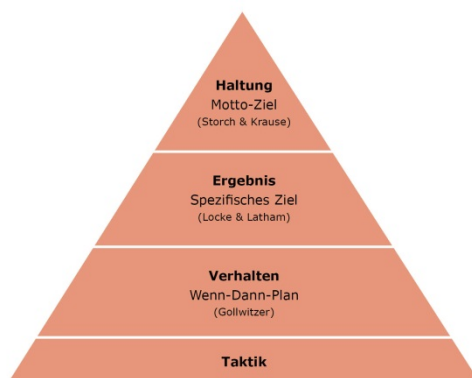 Haltung
Motto-Ziel
(Storch & Krause)
Ergebnis
Spezifisches Ziel
(Locke & Latham)
Verhalten
Wenn-Dann-Plan
(Gollwitzer)
Taktik